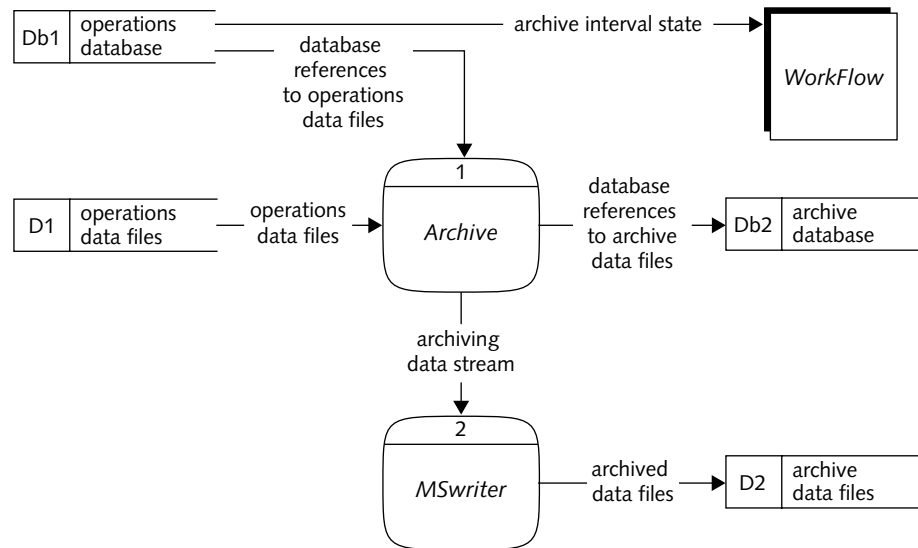 Db1
operations
database
archive interval state
WorkFlow
database
references
to operations
data files
D1
operations
data files
operations
data files
1
Archive
database
references
to archive
data files
Db2
archive
database
archiving
data stream
2
MSwriter
archived
data files
D2
archive
data files